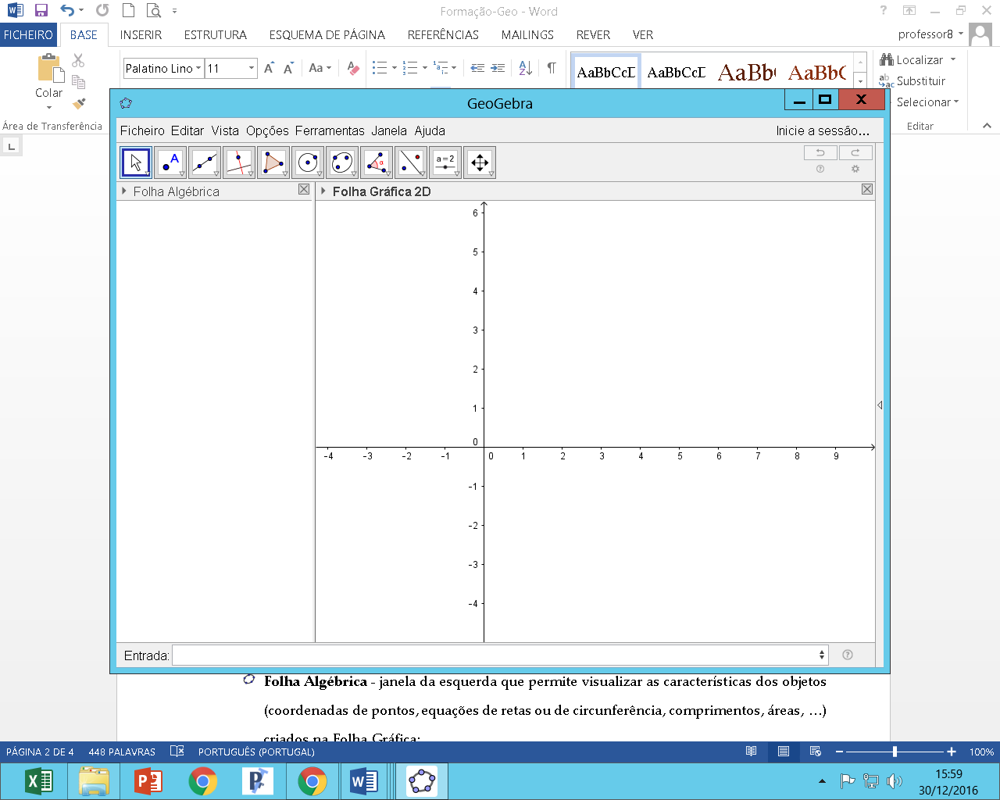 Formação-Geo - Word
FICHEIRO BASE INSERIR ESTRUTURA ESQUEMA DE PÁGINA REFERÊNCIAS MAILINGS REVER VER professor8
Palatino Lino 11 Aa AaBbCcD AaBbCcD AaBb( AaBbC Localizar
Colar Substituir
Selecionar
Área de Transferência Editar
GeoGebra
Ficheiro Editar Vista Opções Ferramentas Janela Ajuda Inicie a sessão...
A α a=2
Folha Algébrica Folha Gráfica 2D
6
5
4
3
2
1
0
-4 -3 -2 -1 0 1 2 3 4 5 6 7 8 9
-1
-2
-3
-4
Entrada:
Folha Algébrica - janela da esquerda que permite visualizar as características dos objetos
(coordenadas de pontos, equações de retas ou de circunferência, comprimentos, áreas, ...)
criados na Folha Gráfica;
PÁGINA 2 DE 4 448 PALAVRAS PORTUGUÊS (PORTUGAL) 100%
15:59
30/12/2016